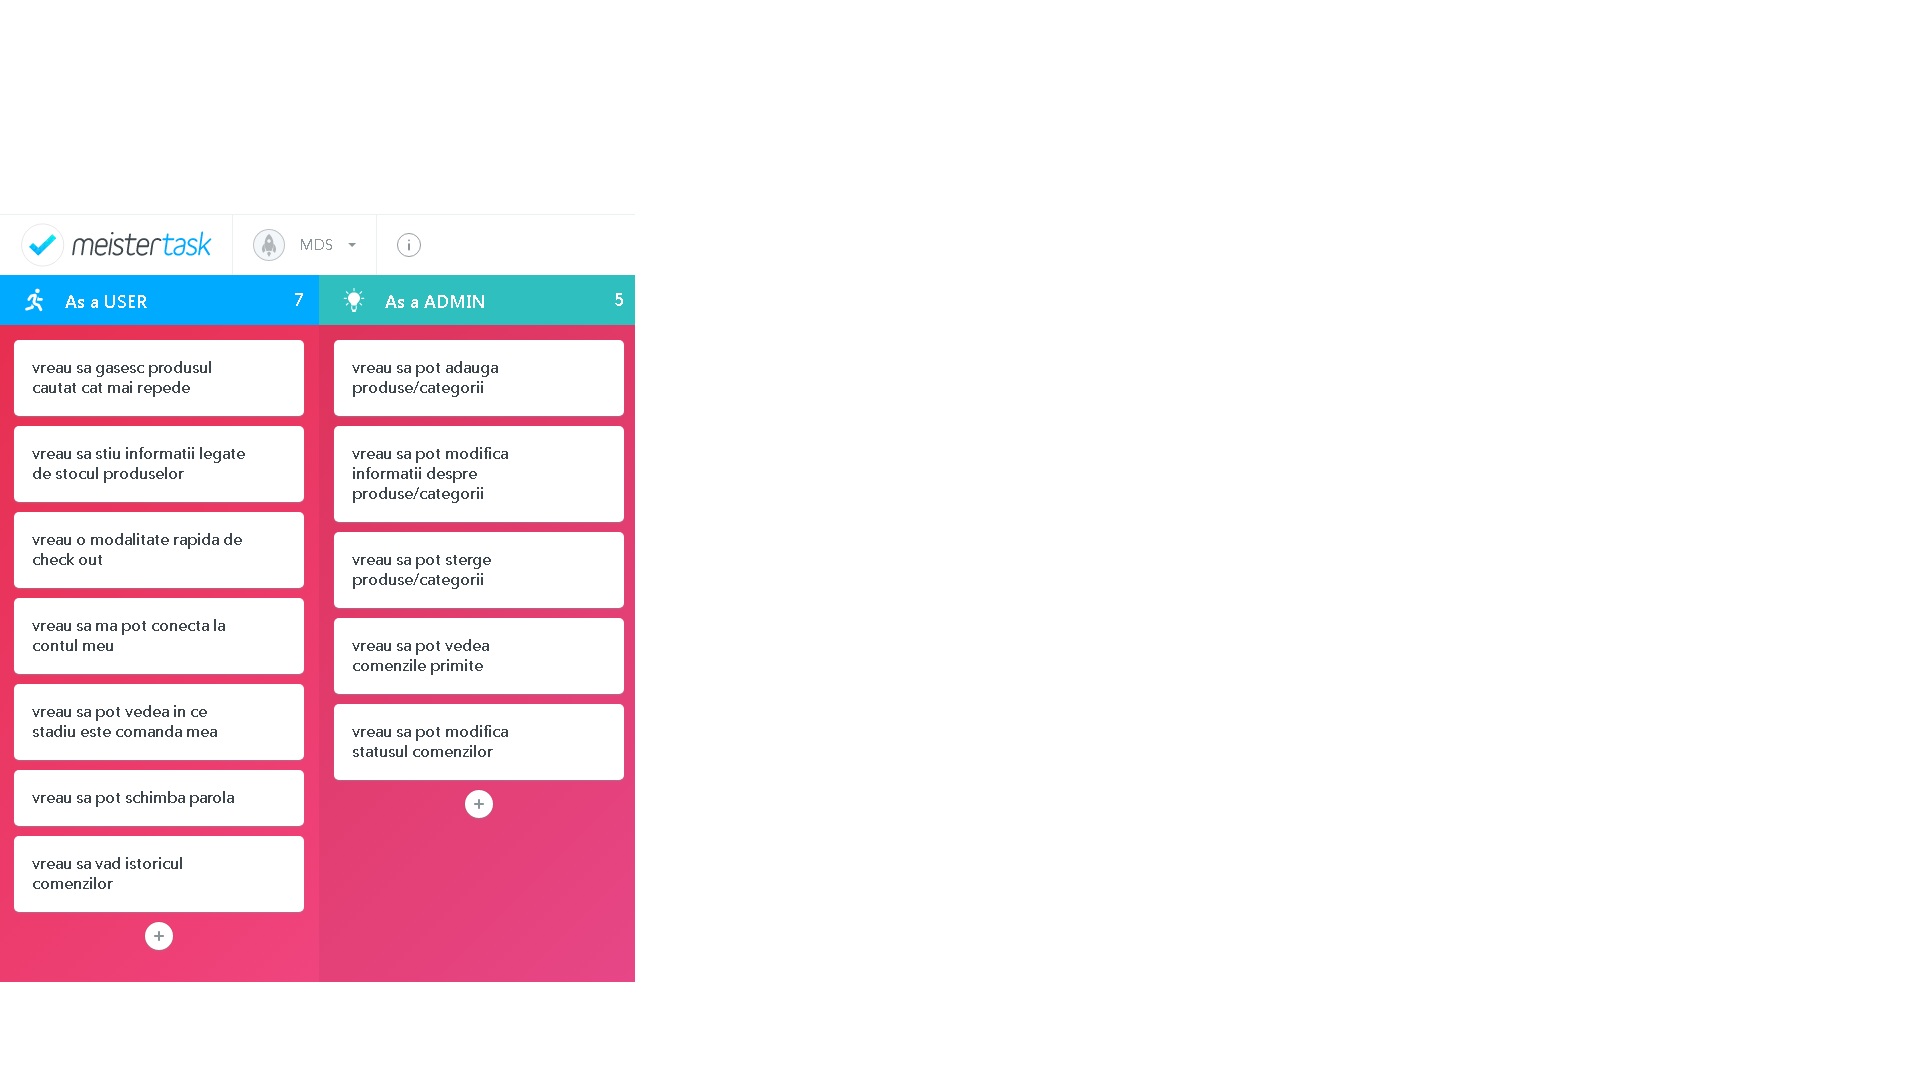 meistertask
MDS
i
As a USER
7
vreau sa gasesc produsul
cautat cat mai repede
vreau sa stiu informatii legate
de stocul produselor
vreau o modalitate rapida de
check out
vreau sa ma pot conecta la
contul meu
vreau sa pot vedea in ce
stadiu este comanda mea
vreau sa pot schimba parola
vreau sa vad istoricul
comenzilor
As a ADMIN
5
vreau sa pot adauga
produse/categorii
vreau sa pot modifica
informatii despre
produse/categorii
vreau sa pot sterge
produse/categorii
vreau sa pot vedea
comenzile primite
vreau sa pot modifica
statusul comenzilor